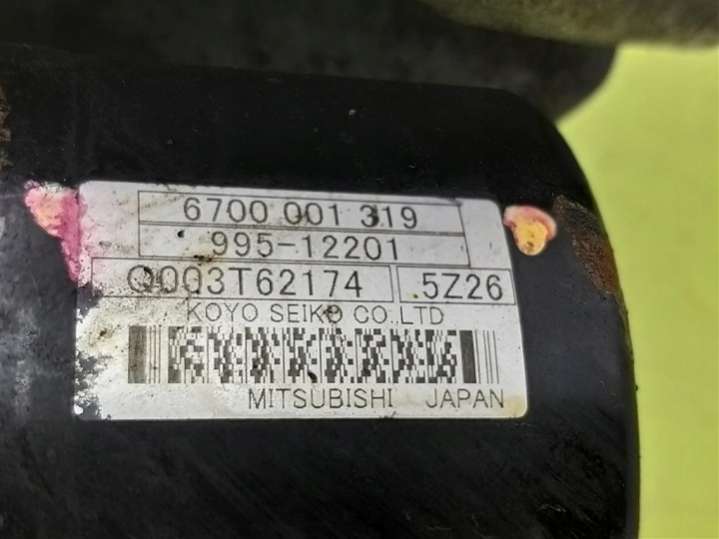 6700 001 319
995-12201
Q003T62174 5Z26
KOYO SEIKO CO.,LTD
MITSUBISHI JAPAN